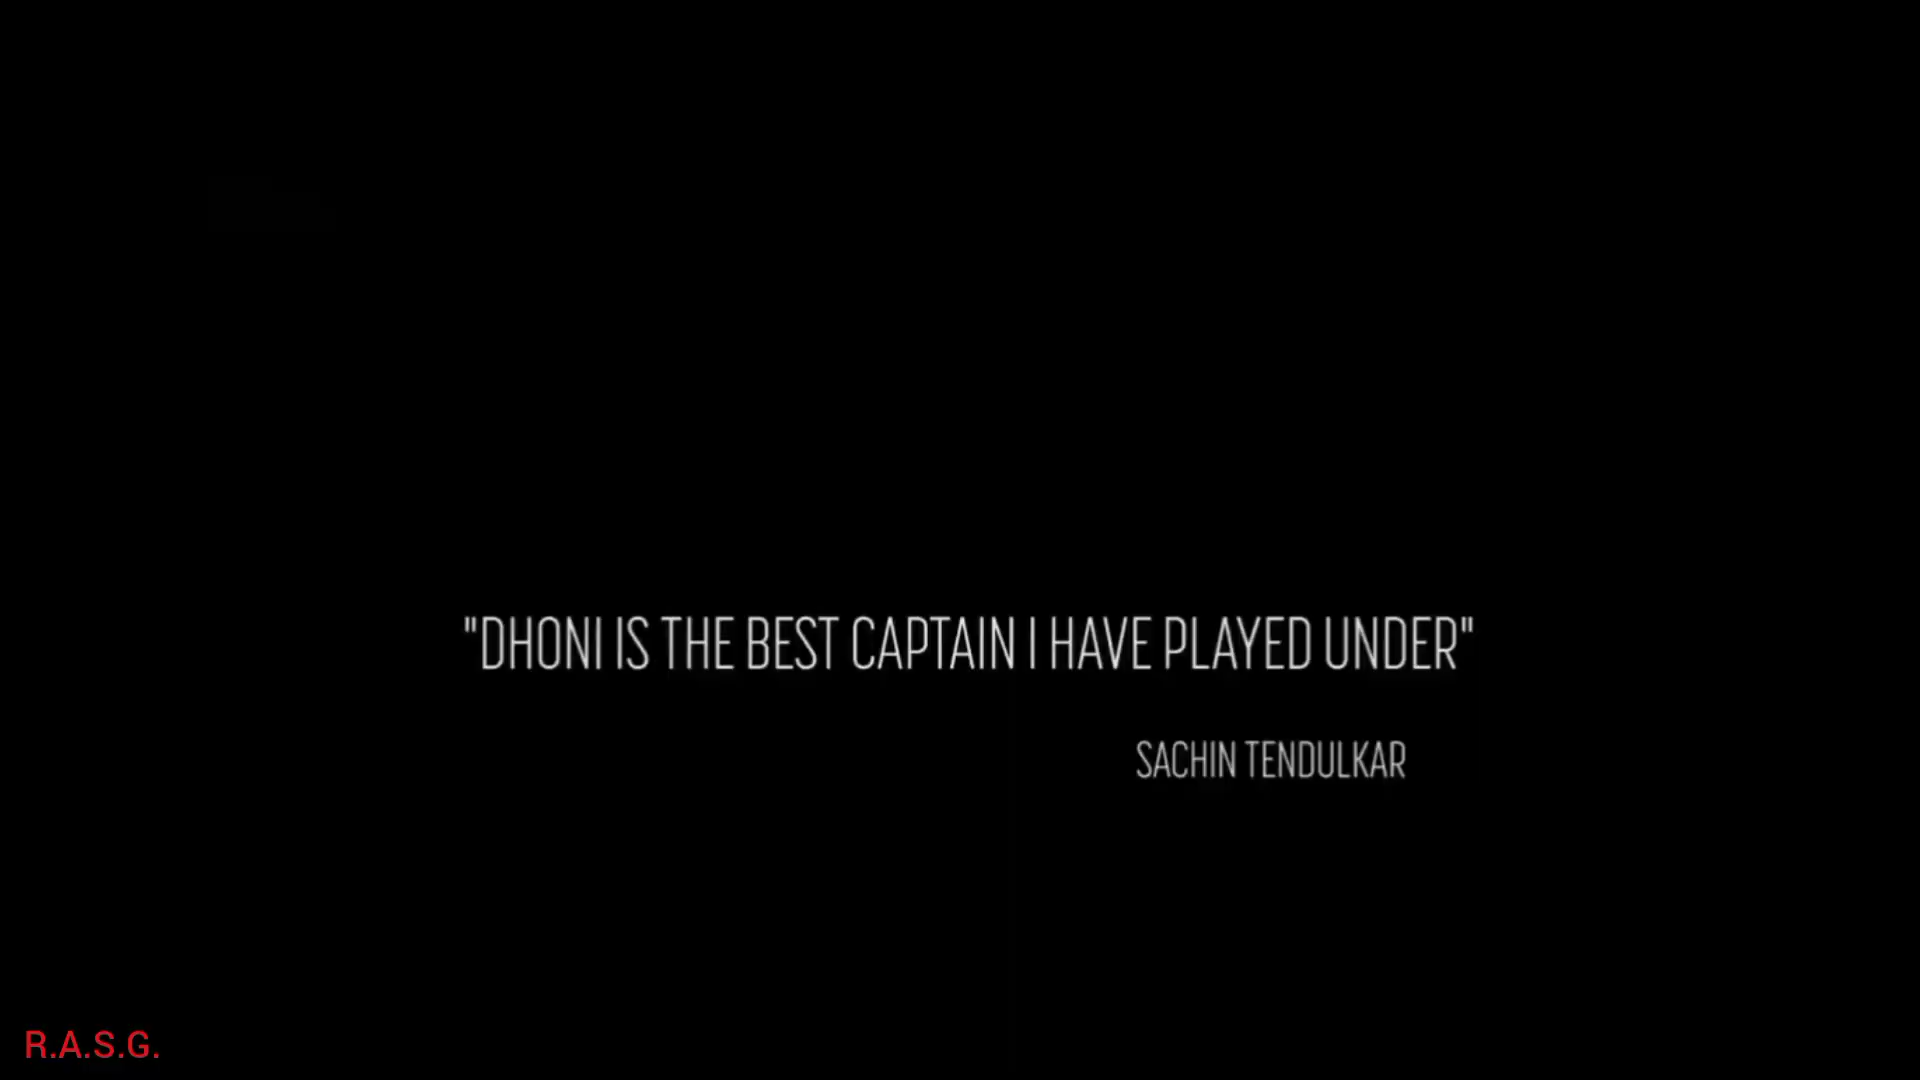 "DHONI IS THE BEST CAPTAIN I HAVE PLAYED UNDER"
SACHIN TENDULKAR
R.A.S.G.